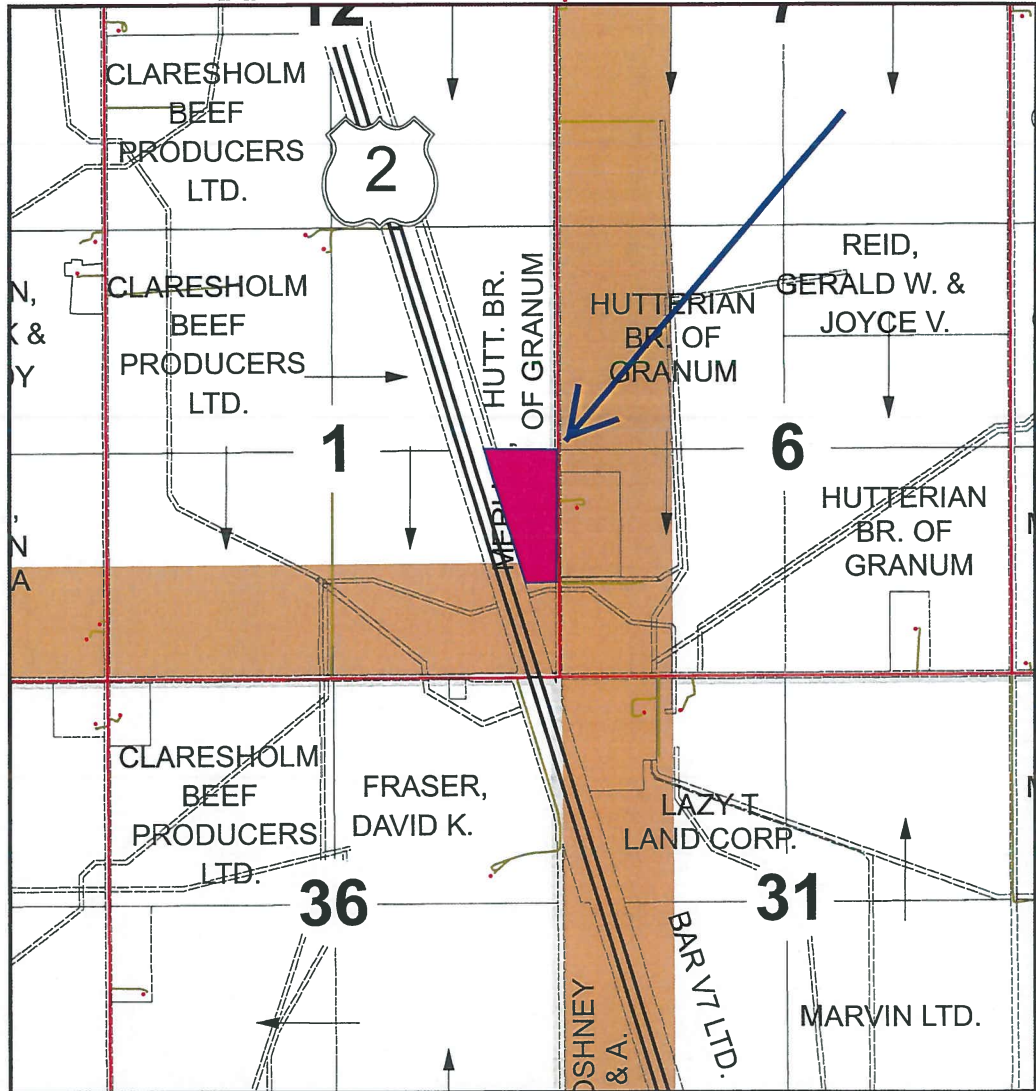 12
7
CLARESHOLM
BEEF
PRODUCERS
LTD.
2
CLARESHOLM
BEEF
PRODUCERS
LTD.
HUTT. BR.
OF GRANUM
HUTTERIAN
BR. OF
GRANUM
REID,
GERALD W. &
JOYCE V.
N,
K &
OY
1
6
HUTTERIAN
BR. OF
GRANUM
,
N
A
CLARESHOLM
BEEF
PRODUCERS
LTD.
FRASER,
DAVID K.
LAZY T
LAND CORP.
36
31
BAR V7 LTD.
OSHNEY
& A.
MARVIN LTD.